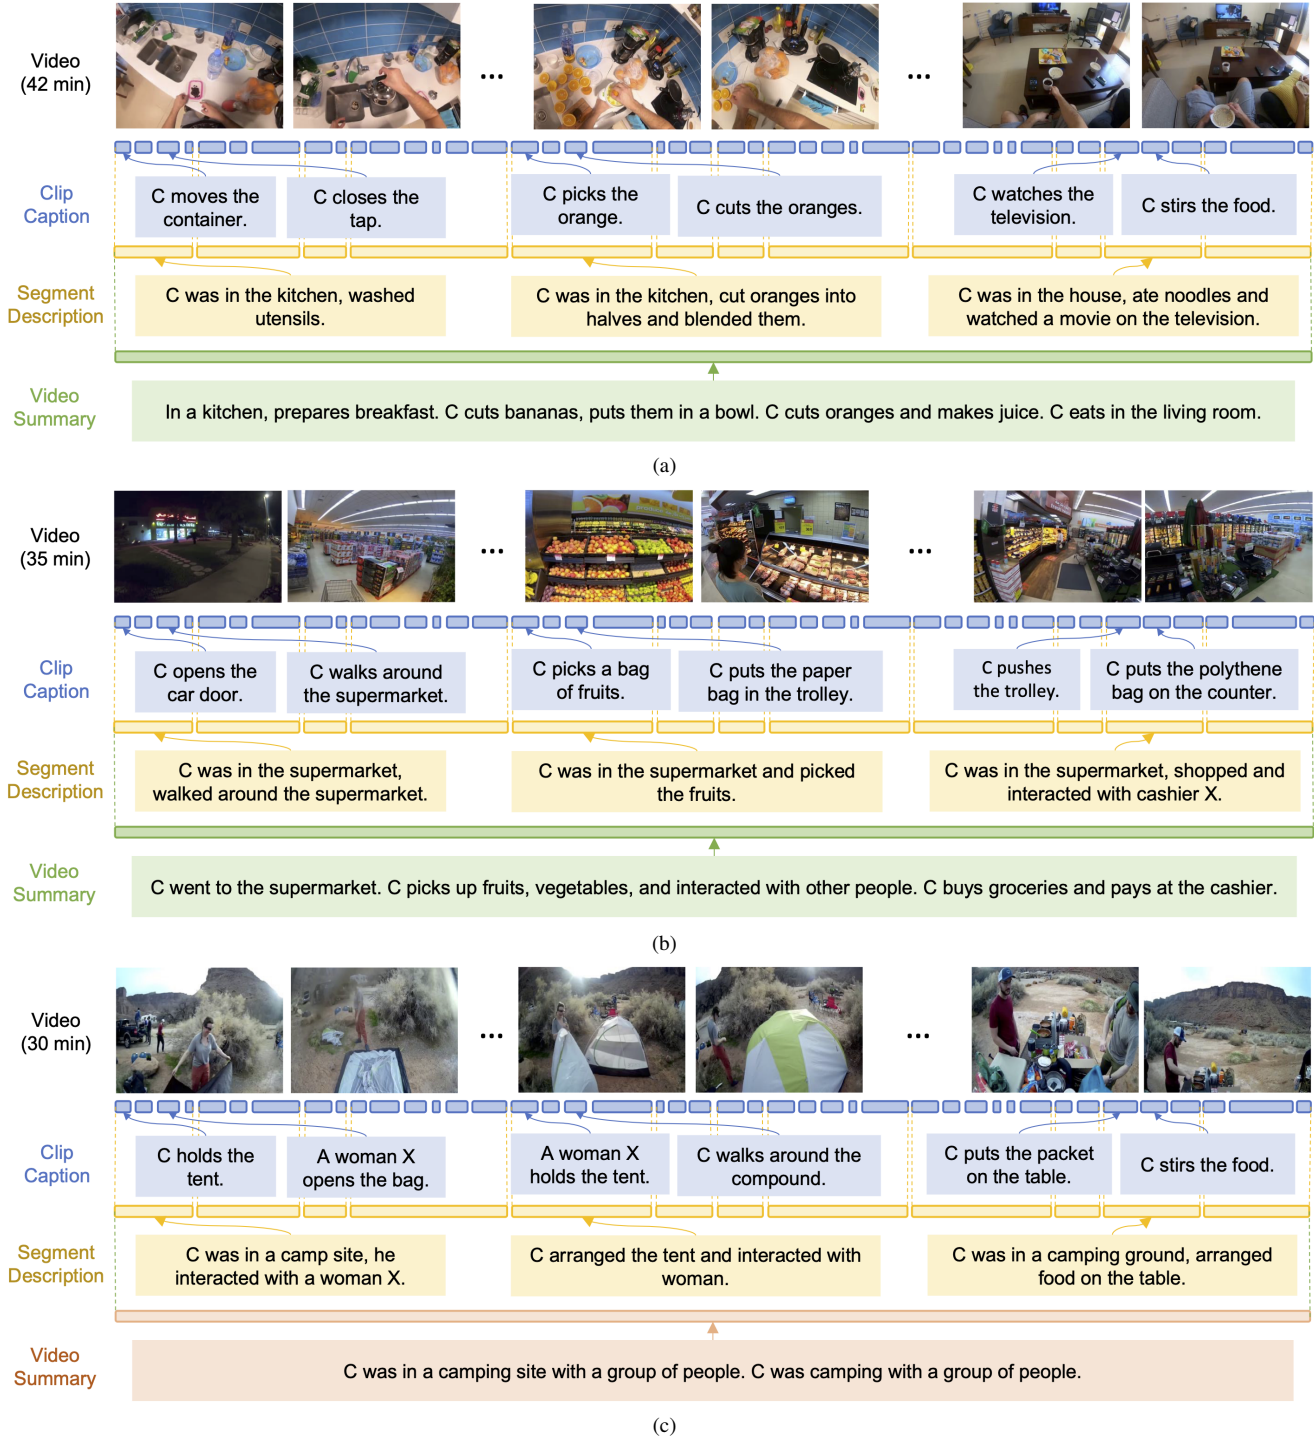 Video
(42 min)
...
...
Clip
Caption
C moves the
container.
C closes the
tap.
C picks the
orange.
C cuts the oranges.
C watches the
television.
C stirs the food.
Segment
Description
C was in the kitchen, washed
utensils.
C was in the kitchen, cut oranges into
halves and blended them.
C was in the house, ate noodles and
watched a movie on the television.
Video
Summary
In a kitchen, prepares breakfast. C cuts bananas, puts them in a bowl. C cuts oranges and makes juice. C eats in the living room.
(a)
Video
(35 min)
...
...
Clip
Caption
C opens the
car door.
C walks around
the supermarket.
C picks a bag
of fruits.
C puts the paper
bag in the trolley.
C pushes
the trolley.
C puts the polythene
bag on the counter.
Segment
Description
C was in the supermarket,
walked around the supermarket.
C was in the supermarket and picked
the fruits.
C was in the supermarket, shopped and
interacted with cashier X.
Video
Summary
C went to the supermarket. C picks up fruits, vegetables, and interacted with other people. C buys groceries and pays at the cashier.
(b)
Video
(30 min)
...
...
Clip
Caption
C holds the
tent.
A woman X
opens the bag.
A woman X
holds the tent.
C walks around the
compound.
C puts the packet
on the table.
C stirs the food.
Segment
Description
C was in a camp site, he
interacted with a woman X.
C arranged the tent and interacted with
woman.
C was in a camping ground, arranged
food on the table.
Video
Summary
C was in a camping site with a group of people. C was camping with a group of people.
(c)